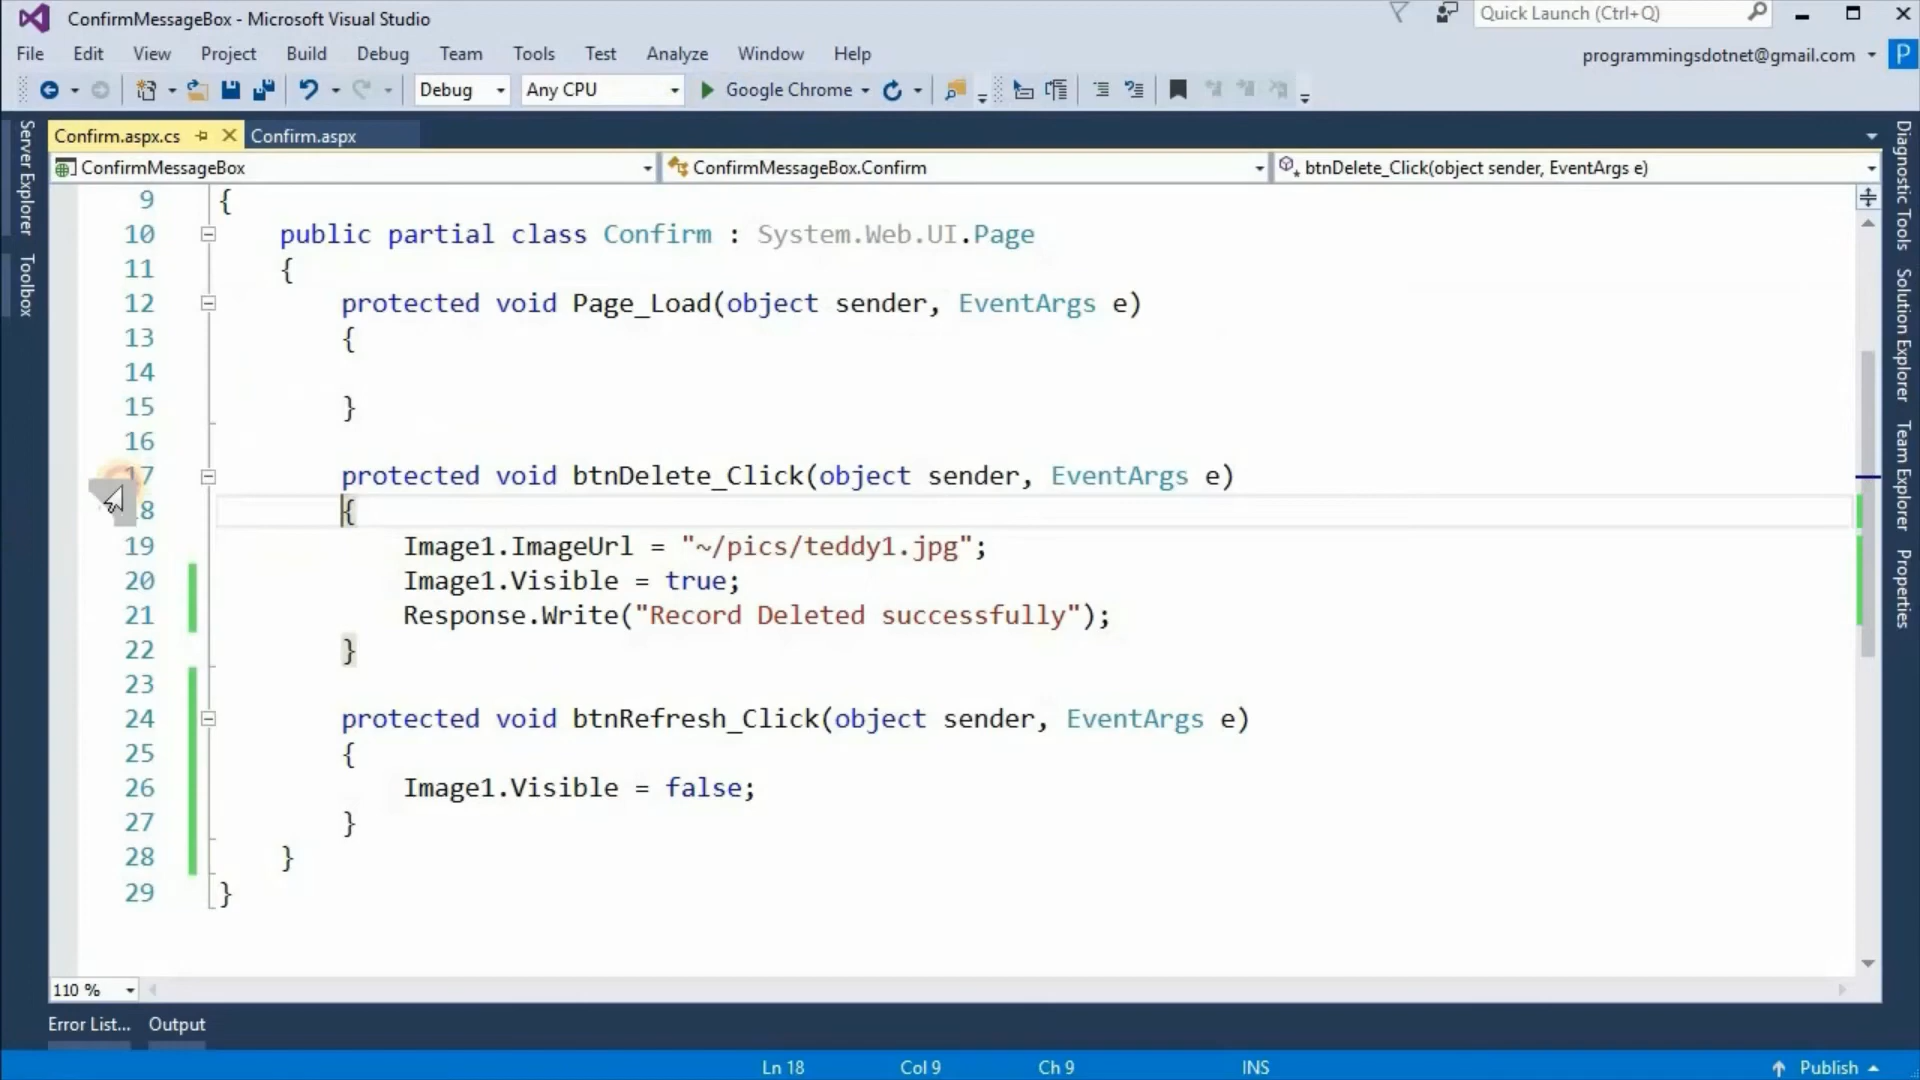 ConfirmMessageBox - Microsoft Visual Studio
Quick Launch (Ctrl+Q)
File Edit View Project Build Debug Team Tools Test Analyze Window Help
programmingsdotnet@gmail.com P
Debug Any CPU Google Chrome
Confirm.aspx.cs Confirm.aspx
ConfirmMessageBox ConfirmMessageBox.Confirm btnDelete_Click(object sender, EventArgs e)
Server Explorer
Toolbox
9 {
10 public partial class Confirm : System.Web.UI.Page
11 {
12 protected void Page_Load(object sender, EventArgs e)
13 {
14
15 }
16
17 protected void btnDelete_Click(object sender, EventArgs e)
8 {
19 Image1.ImageUrl = "~/pics/teddy1.jpg";
20 Image1.Visible = true;
21 Response.Write("Record Deleted successfully");
22 }
23
24 protected void btnRefresh_Click(object sender, EventArgs e)
25 {
26 Image1.Visible = false;
27 }
28 }
29 }
Diagnostic Tools
Solution Explorer
Team Explorer
Properties
110 %
Error List... Output
Ln 18 Col 9 Ch 9 INS Publish